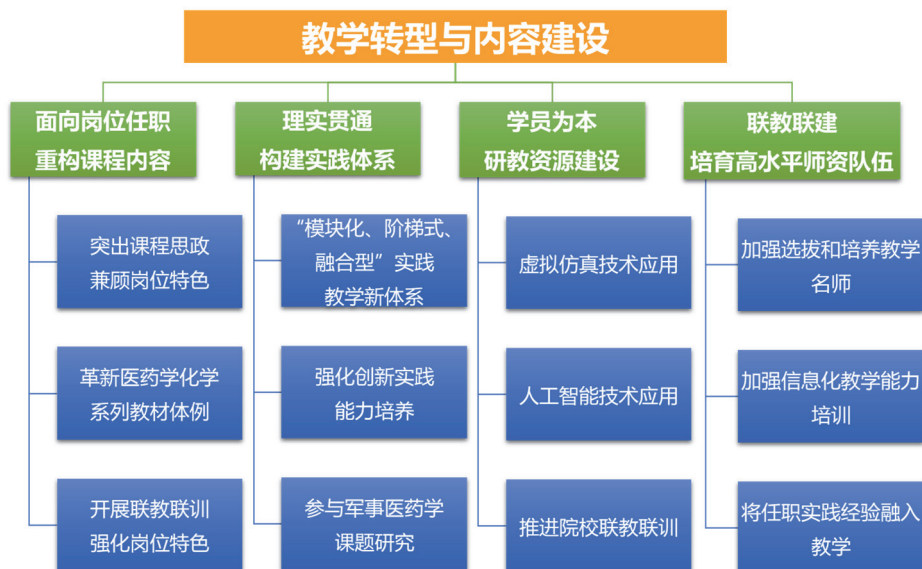 教学转型与内容建设
面向岗位任职
重构课程内容
突出课程思政
兼顾岗位特色
革新医药学化学
系列教材体例
开展联教联训
强化岗位特色
理实贯通
构建实践体系
“模块化、阶梯式、
融合型”实践
教学新体系
强化创新实践
能力培养
参与军事医药学
课题研究
学员为本
研教资源建设
虚拟仿真技术应用
人工智能技术应用
推进院校联教联训
联教联建
培育高水平师资队伍
加强选拔和培养教学
名师
加强信息化教学能力
培训
将任职实践经验融入
教学